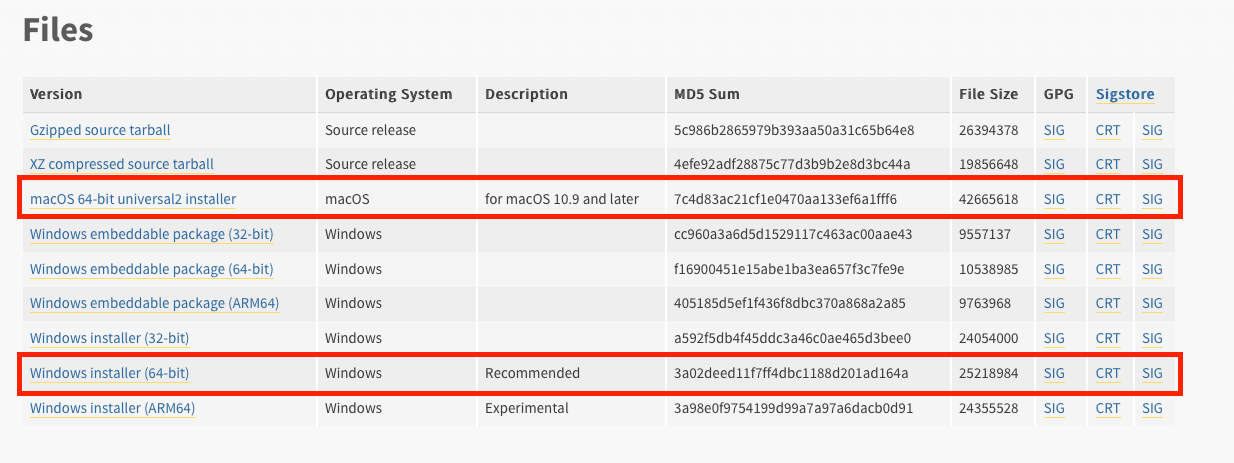 Files
Version Operating System Description MD5 Sum File Size GPG Sigstore
Gzipped source tarball Source release 5c986b2865979b393aa50a31c65b64e8 26394378 SIG CRT SIG
XZ compressed source tarball Source release 4efe92adf28875c77d3b9b2e8d3bc44a 19856648 SIG CRT SIG
macOS 64-bit universal2 installer macOS for macOS 10.9 and later 7c4d83ac21cf1e0470aa133ef6a1fff6 42665618 SIG CRT SIG
Windows embeddable package (32-bit) Windows cc960a3a6d5d1529117c463ac00aae43 9557137 SIG CRT SIG
Windows embeddable package (64-bit) Windows f16900451e15abe1ba3ea657f3c7fe9e 10538985 SIG CRT SIG
Windows embeddable package (ARM64) Windows 405185d5ef1f436f8dbc370a868a2a85 9763968 SIG CRT SIG
Windows installer (32-bit) Windows a592f5db4f45ddc3a46c0ae465d3bee0 24054000 SIG CRT SIG
Windows installer (64-bit) Windows Recommended 3a02deed11f7ff4dbc1188d201ad164a 25218984 SIG CRT SIG
Windows installer (ARM64) Windows Experimental 3a98e0f9754199d99a7a97a6dacb0d91 24355528 SIG CRT SIG